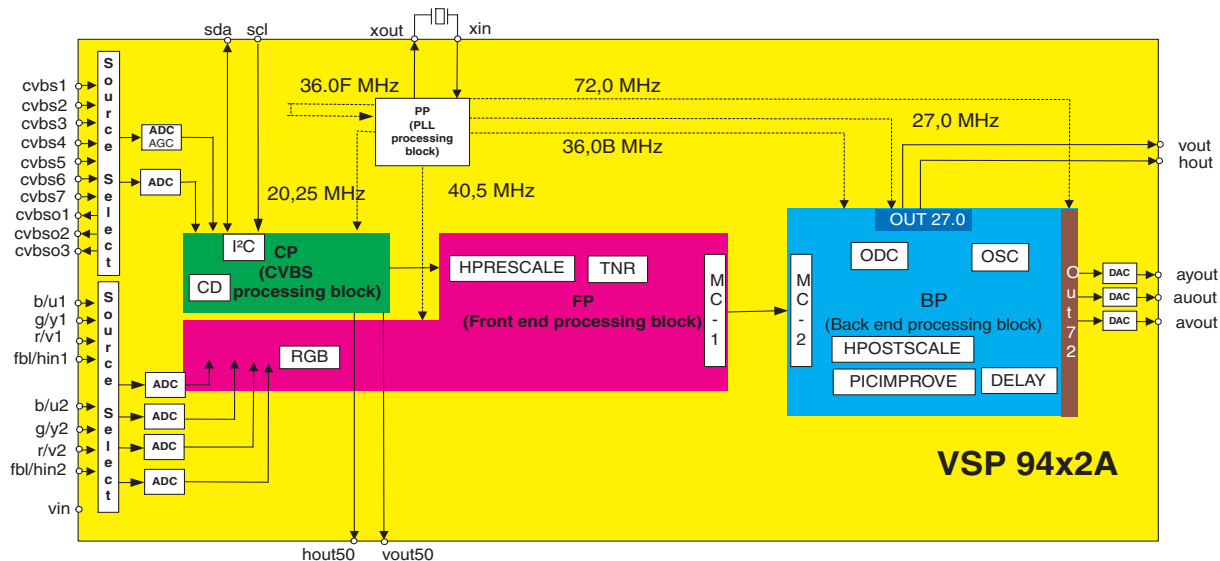 sda scl xout xin
36.0F MHz 72,0 MHz
PP
(PLL
processing
block)
27,0 MHz
36,0B MHz
20,25 MHz 40,5 MHz
Source Select
cvbs1
cvbs2
cvbs3
cvbs4
cvbs5
cvbs6
cvbs7
cvbso1
cvbso2
cvbso3
ADC
AGC
ADC
vout
hout
I²C
CP
(CVBS
processing block)
CD
HPRESCALE TNR
FP
(Front end processing block)
MC-1
RGB
MC-2
OUT 27.0
ODC OSC
BP
(Back end processing block)
HPOSTSCALE
PICIMPROVE DELAY
Out72
DAC ayout
DAC auout
DAC avout
Source Select
b/u1
g/y1
r/v1
fbl/hin1
b/u2
g/y2
r/v2
fbl/hin2
vin
ADC
ADC
ADC
ADC
VSP 94x2A
hout50 vout50